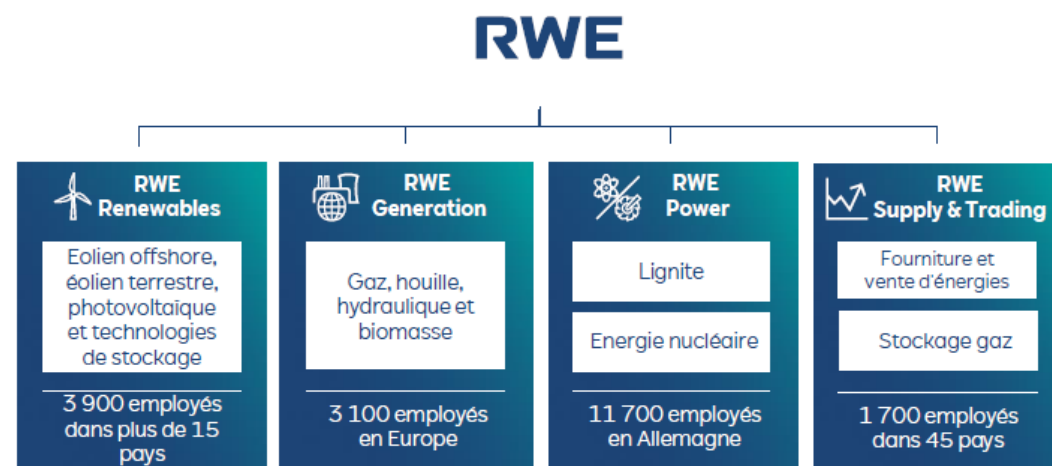 RWE
RWE
Renewables
Eolien offshore,
éolien terrestre,
photovoltaïque
et technologies
de stockage
3 900 employés
dans plus de 15
pays
RWE
Generation
Gaz, houille,
hydraulique et
biomasse
3 100 employés
en Europe
RWE
Power
Lignite
Energie nucléaire
11 700 employés
en Allemagne
RWE
Supply & Trading
Fourniture et
vente d'énergies
Stockage gaz
1 700 employés
dans 45 pays